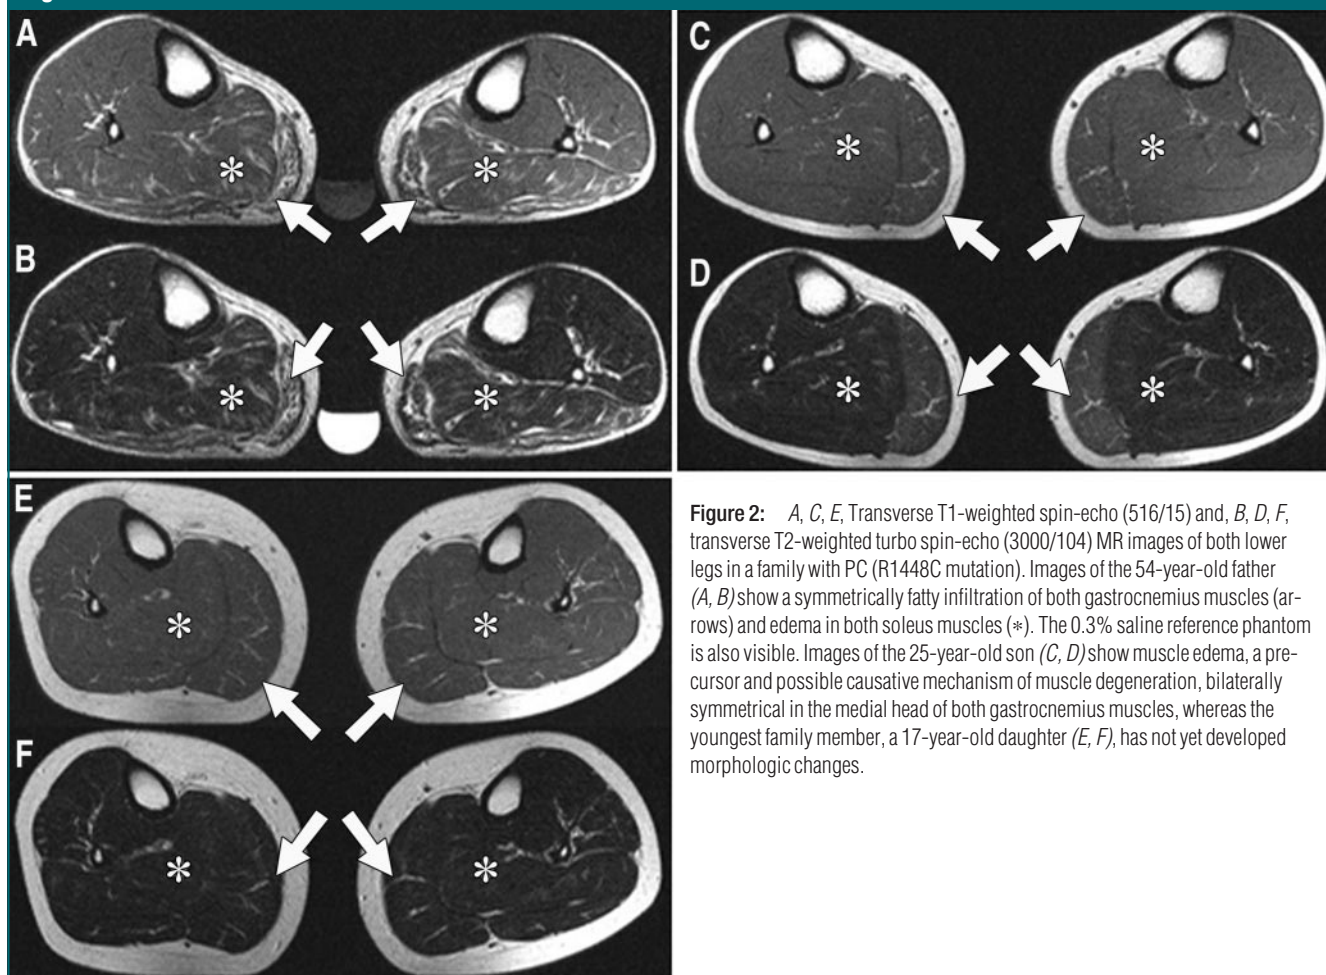 A
C
B
D
E
F
Figure 2: A, C, E, Transverse T1-weighted spin-echo (516/15) and, B, D, F,
transverse T2-weighted turbo spin-echo (3000/104) MR images of both lower
legs in a family with PC (R1448C mutation). Images of the 54-year-old father
(A, B) show a symmetrically fatty infiltration of both gastrocnemius muscles (ar-
rows) and edema in both soleus muscles (*). The 0.3% saline reference phantom
is also visible. Images of the 25-year-old son (C, D) show muscle edema, a pre-
cursor and possible causative mechanism of muscle degeneration, bilaterally
symmetrical in the medial head of both gastrocnemius muscles, whereas the
youngest family member, a 17-year-old daughter (E, F), has not yet developed
morphologic changes.